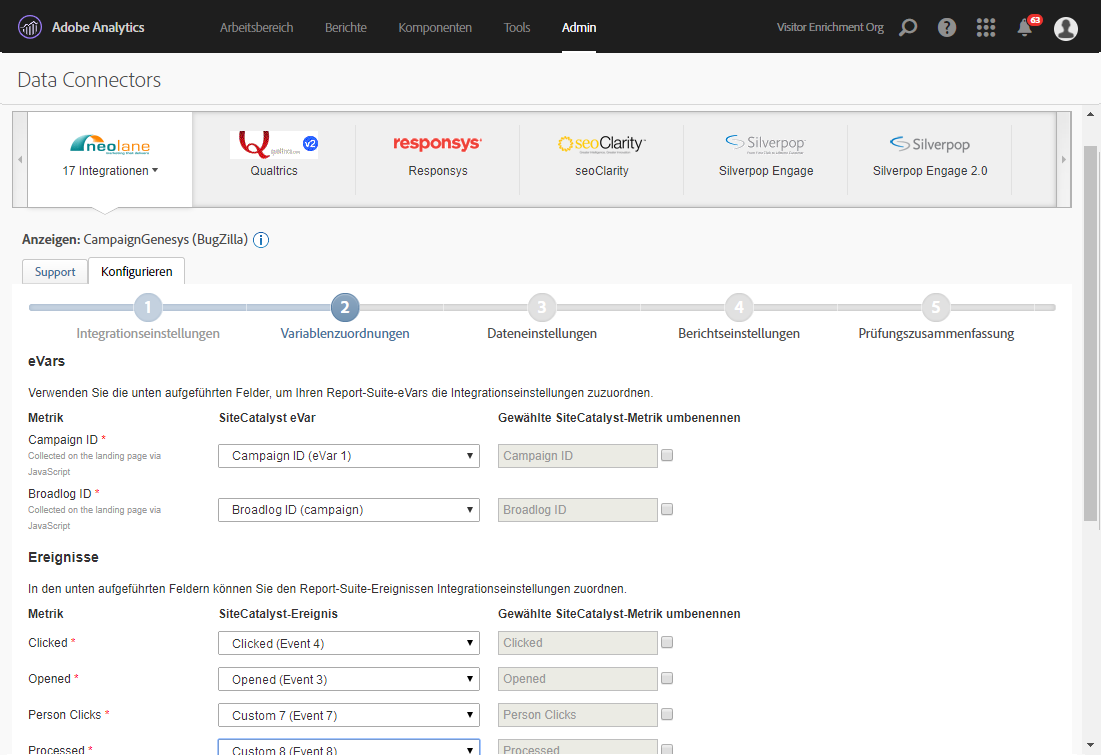 Adobe Analytics Arbeitsbereich Berichte Komponenten Tools Admin Visitor Enrichment Org 63
Data Connectors
neolane Q v2 responsys seoClarity Silverpop Silverpop
17 Integrationen Qualtrics Responsys seoClarity Silverpop Engage Silverpop Engage 2.0
Anzeigen: CampaignGenesys (BugZilla)
Support Konfigurieren
1 2 3 4 5
Integrationseinstellungen Variablenzuordnungen Dateneinstellungen Berichtseinstellungen Prüfungszusammenfassung
eVars
Verwenden Sie die unten aufgeführten Felder, um Ihren Report-Suite-eVars die Integrationseinstellungen zuzuordnen.
Metrik SiteCatalyst eVar Gewählte SiteCatalyst-Metrik umbenennen
Campaign ID *
Collected on the landing page via
JavaScript
Campaign ID (eVar 1) Campaign ID
Broadlog ID *
Collected on the landing page via
JavaScript
Broadlog ID (campaign) Broadlog ID
Ereignisse
In den unten aufgeführten Feldern können Sie den Report-Suite-Ereignissen Integrationseinstellungen zuordnen.
Metrik SiteCatalyst-Ereignis Gewählte SiteCatalyst-Metrik umbenennen
Clicked * Clicked (Event 4) Clicked
Opened * Opened (Event 3) Opened
Person Clicks * Custom 7 (Event 7) Person Clicks
Processed * Custom 8 (Event 8) Processed